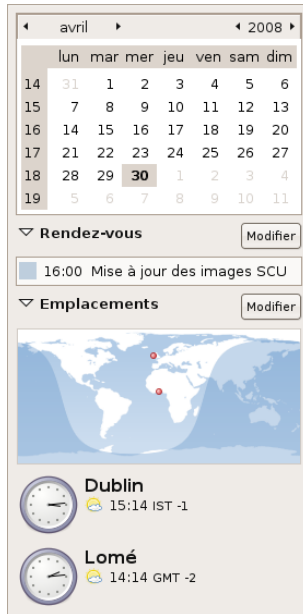 avril 2008
lun mar mer jeu ven sam dim
14 31 1 2 3 4 5 6
15 7 8 9 10 11 12 13
16 14 15 16 17 18 19 20
17 21 22 23 24 25 26 27
18 28 29 30 1 2 3 4
19 5 6 7 8 9 10 11
Rendez-vous Modifier
16:00 Mise à jour des images SCU
Emplacements Modifier
Dublin
15:14 IST -1
Lomé
14:14 GMT -2